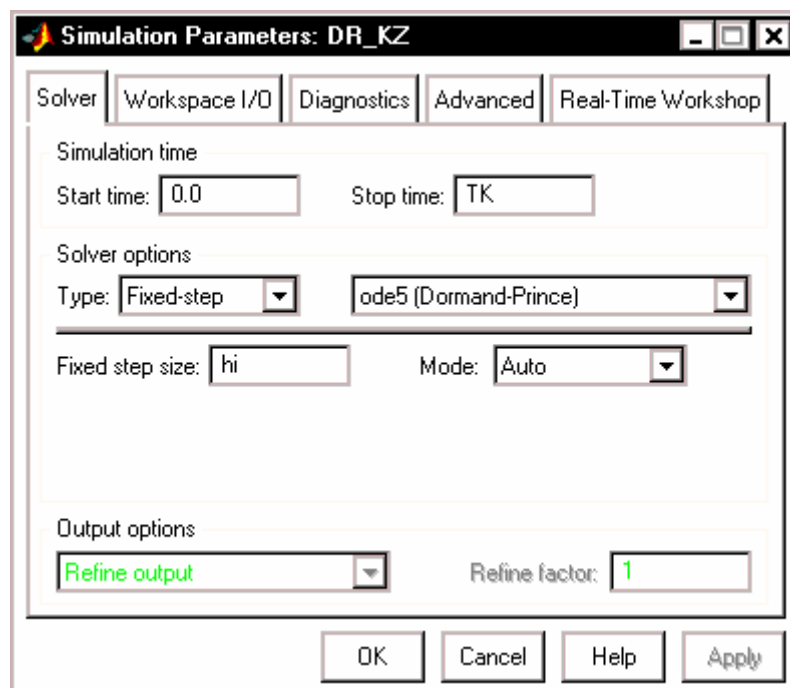 Simulation Parameters: DR_KZ
Solver Workspace I/O Diagnostics Advanced Real-Time Workshop
Simulation time
Start time: 0.0 Stop time: TK
Solver options
Type: Fixed-step ode5 (Dormand-Prince)
Fixed step size: hi Mode: Auto
Output options
Refine output Refine factor: 1
OK Cancel Help Apply